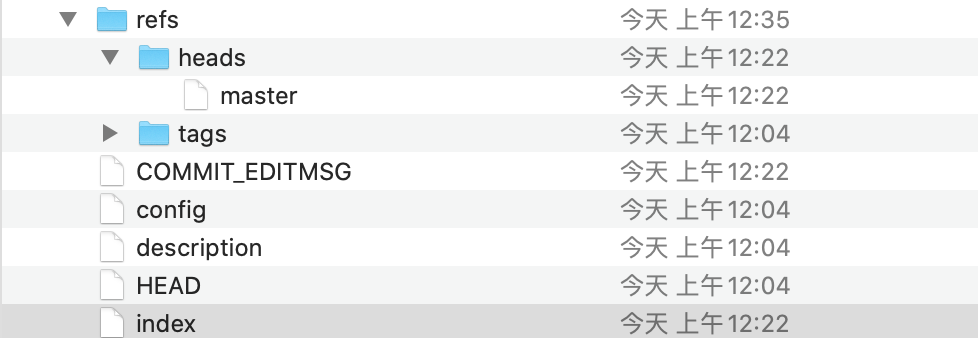 refs 今天 上午12:35
heads 今天 上午12:22
master 今天 上午12:22
tags 今天 上午12:04
COMMIT_EDITMSG 今天 上午12:22
config 今天 上午12:04
description 今天 上午12:04
HEAD 今天 上午12:04
index 今天 上午12:22